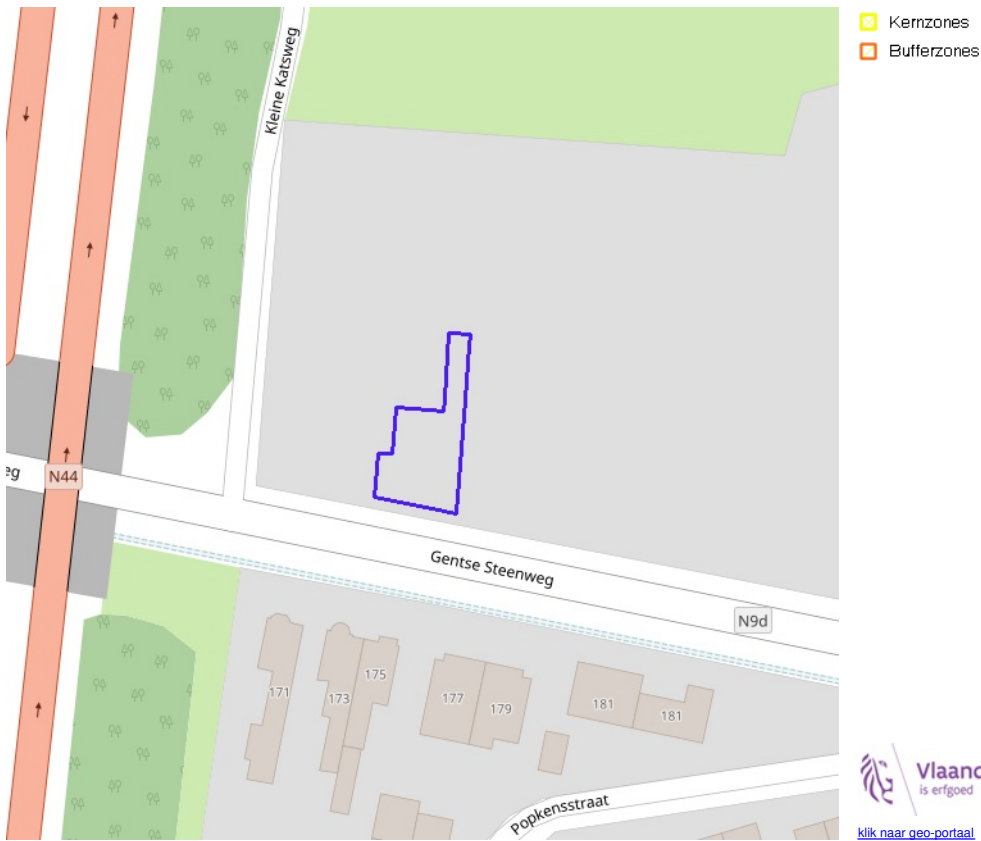 Kernzones
Bufferzones
Kleine Katsweg
eg
N44
Gentse Steenweg
N9d
171
173
175
177
179
181
181
Popkensstraat
Vlaand
is erfgoed
klik naar geo-portaal